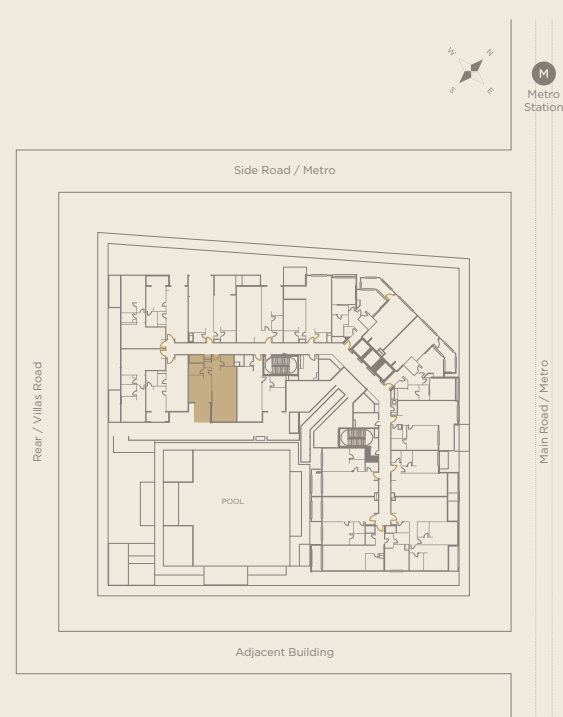 W
N
S
E
M
Metro
Station
Side Road / Metro
Rear / Villas Road
Main Road / Metro
POOL
Adjacent Building